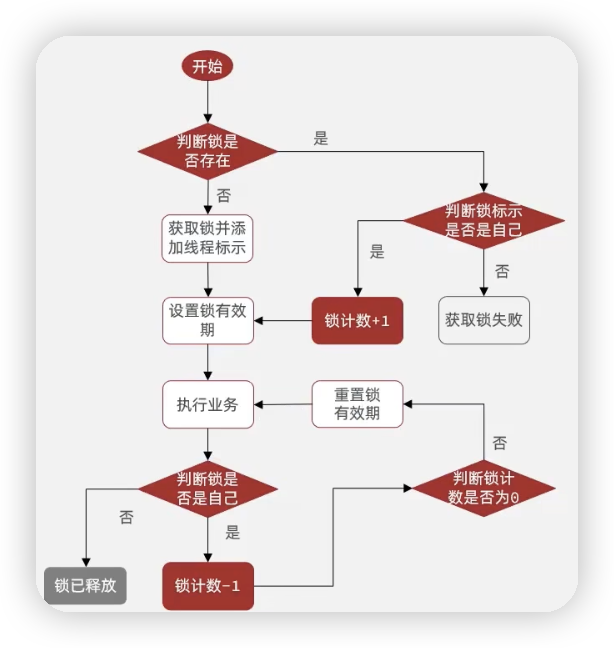 开始
判断锁是
否存在
是
否
获取锁并添
加线程标示
判断锁标示
是否是自己
是
否
设置锁有效
期
锁计数+1
获取锁失败
执行业务
重置锁
有效期
否
判断锁是
否是自己
判断锁计
数是否为0
否
是
锁已释放
锁计数-1